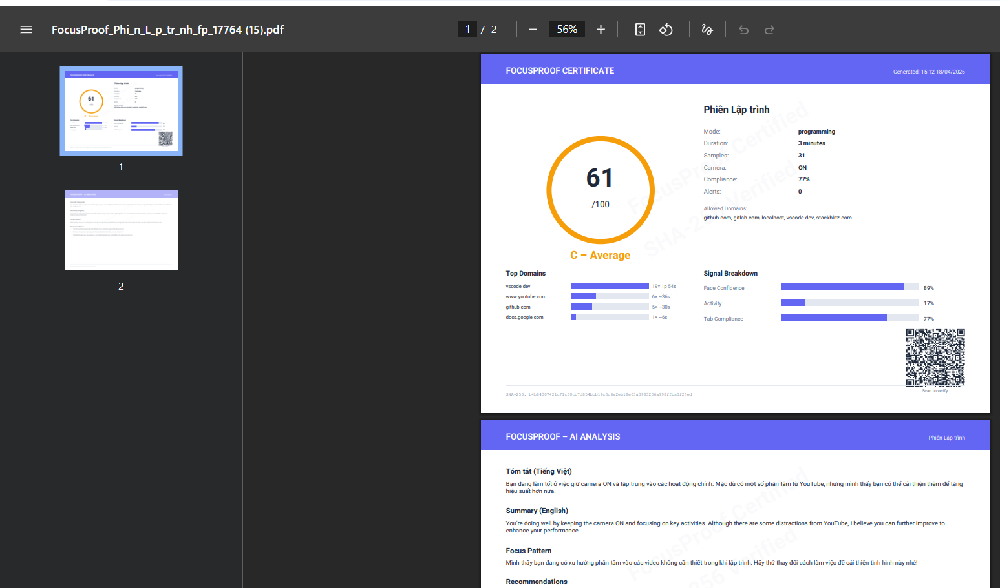 FocusProof_Phi_n_L_p_tr_nh_fp_17764 (15).pdf
1 / 2
56%
1
2
FOCUSPROOF CERTIFICATE
Generated: 15:12 18/04/2026
61
/100
C – Average
Phiên Lập trình
Mode: programming
Duration: 3 minutes
Samples: 31
Camera: ON
Compliance: 77%
Alerts: 0
Allowed Domains:
github.com, gitlab.com, localhost, vscode.dev, stackblitz.com
Top Domains
vscode.dev 19× 1p 54s
www.youtube.com 6× ~36s
github.com 5× ~30s
docs.google.com 1× ~6s
Signal Breakdown
Face Confidence 89%
Activity 17%
Tab Compliance 77%
Scan to verify
SHA-256:
FOCUSPROOF – AI ANALYSIS
Phiên Lập trình
Tóm tắt (Tiếng Việt)
Bạn đang làm tốt ở việc giữ camera ON và tập trung vào các hoạt động chính. Mặc dù có một số phân tâm từ YouTube, nhưng mình thấy bạn có thể cải thiện thêm để tăng
hiệu suất hơn nữa.
Summary (English)
You're doing well by keeping the camera ON and focusing on key activities. Although there are some distractions from YouTube, I believe you can further improve to
enhance your performance.
Focus Pattern
Mình thấy bạn đang có xu hướng phân tâm vào các video không cần thiết trong khi lập trình. Hãy thử thay đổi cách làm việc để cải thiện tình hình này nhé!
Recommendations